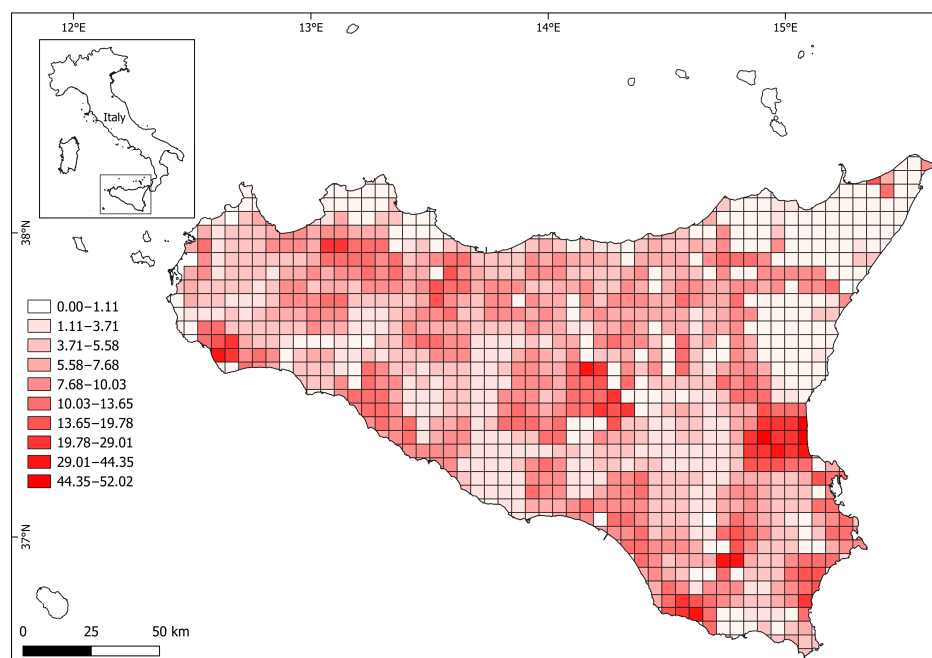 12°E 13°E 14°E 15°E
Italy
38°N
0.00–1.11
1.11–3.71
3.71–5.58
5.58–7.68
7.68–10.03
10.03–13.65
13.65–19.78
19.78–29.01
29.01–44.35
44.35–52.02
37°N
0 25 50 km